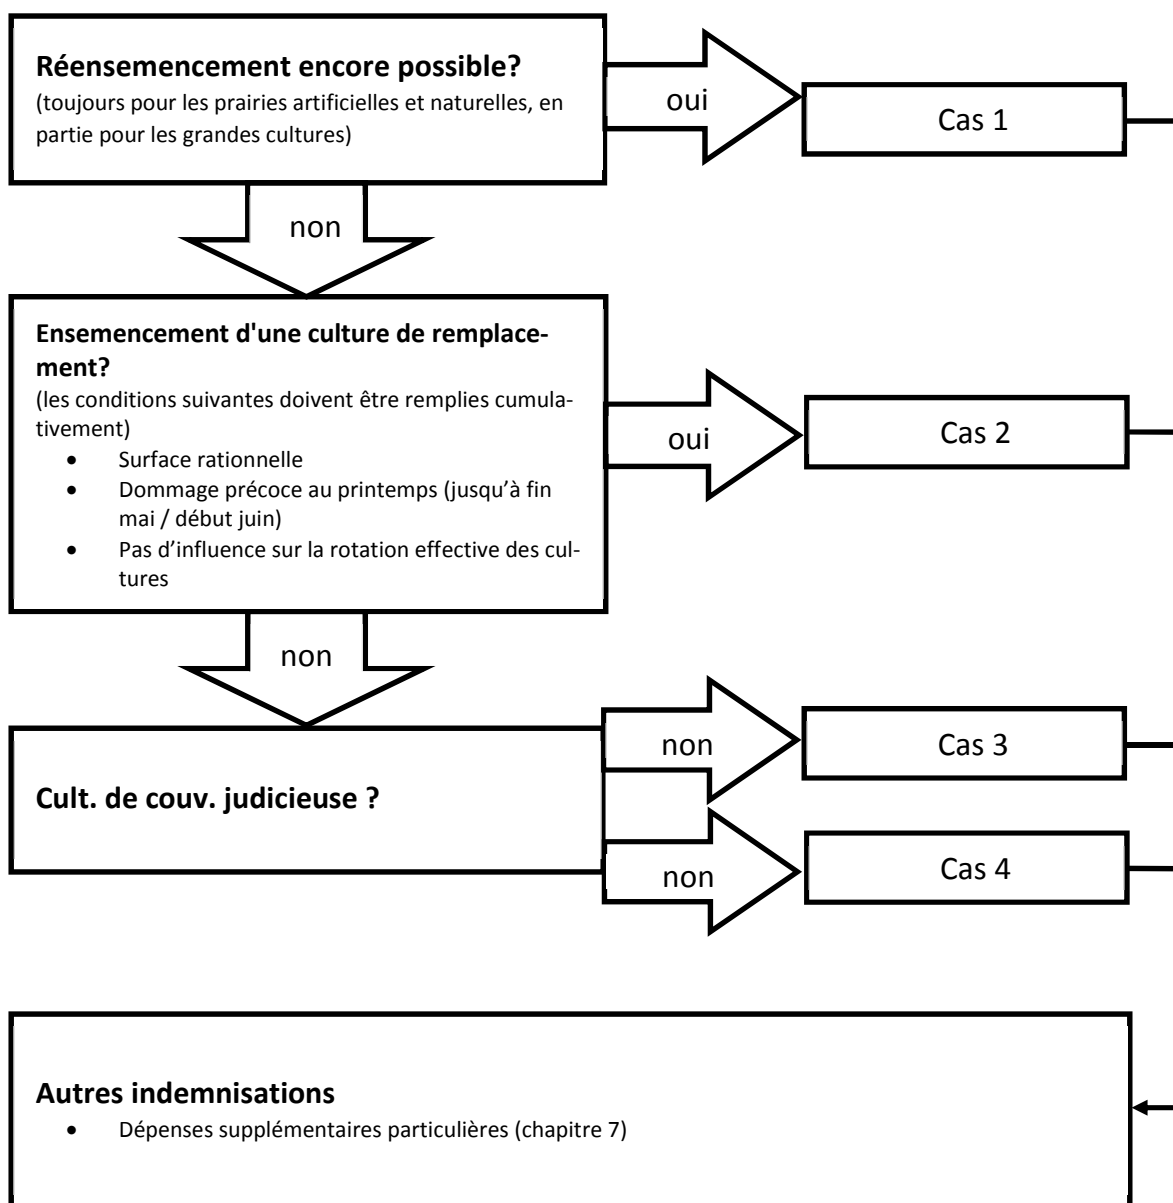 Réensemencement encore possible?
(toujours pour les prairies artificielles et naturelles, en
partie pour les grandes cultures)
oui
Cas 1
non
Ensemencement d'une culture de remplace-
ment?
(les conditions suivantes doivent être remplies cumula-
tivement)
• Surface rationnelle
• Dommage précoce au printemps (jusqu’à fin
mai / début juin)
• Pas d’influence sur la rotation effective des cul-
tures
oui
Cas 2
non
Cult. de couv. judicieuse ?
non
Cas 3
non
Cas 4
Autres indemnisations
• Dépenses supplémentaires particulières (chapitre 7)